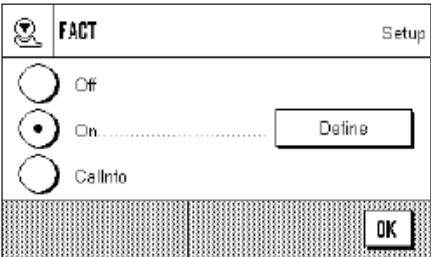 FACT Setup
Off
On............................ Define
CalInfo
OK